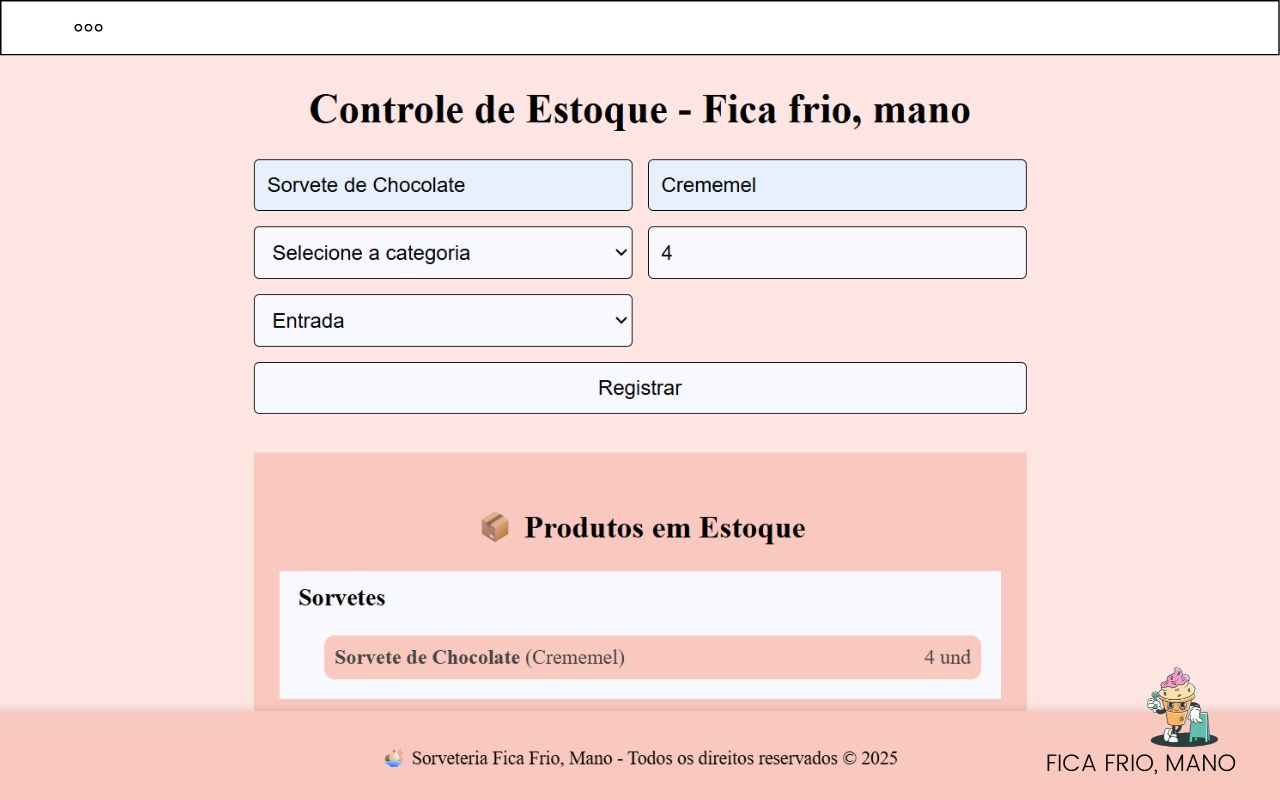 Controle de Estoque - Fica frio, mano
Sorvete de Chocolate
Crememel
Selecione a categoria
4
Entrada
Registrar
Produtos em Estoque
Sorvetes
Sorvete de Chocolate (Crememel) 4 und
Sorveteria Fica Frio, Mano - Todos os direitos reservados © 2025
FICA FRIO, MANO